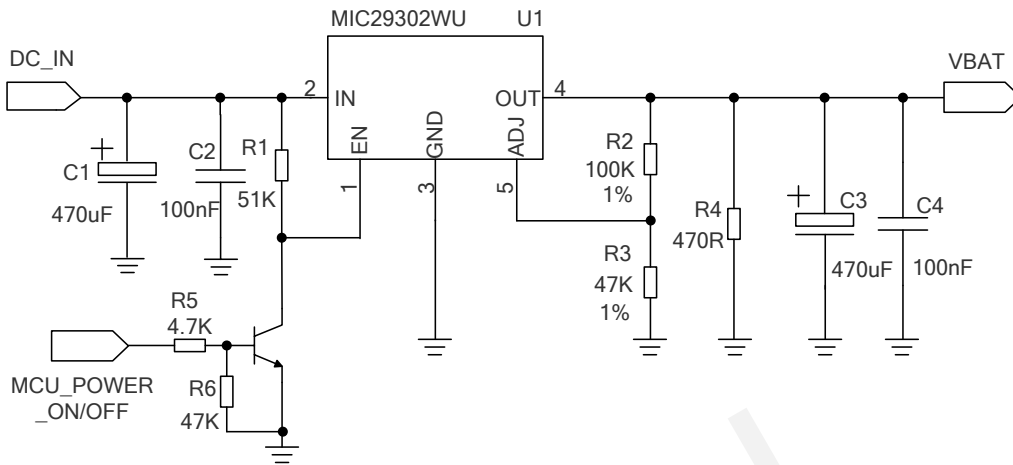 MIC29302WU
U1
DC_IN
VBAT
2
IN
OUT
4
EN
GND
ADJ
1
3
5
C1
470uF
C2
100nF
R1
51K
R2
100K
1%
R3
47K
1%
R4
470R
C3
470uF
C4
100nF
R5
4.7K
MCU_POWER
_ON/OFF
R6
47K